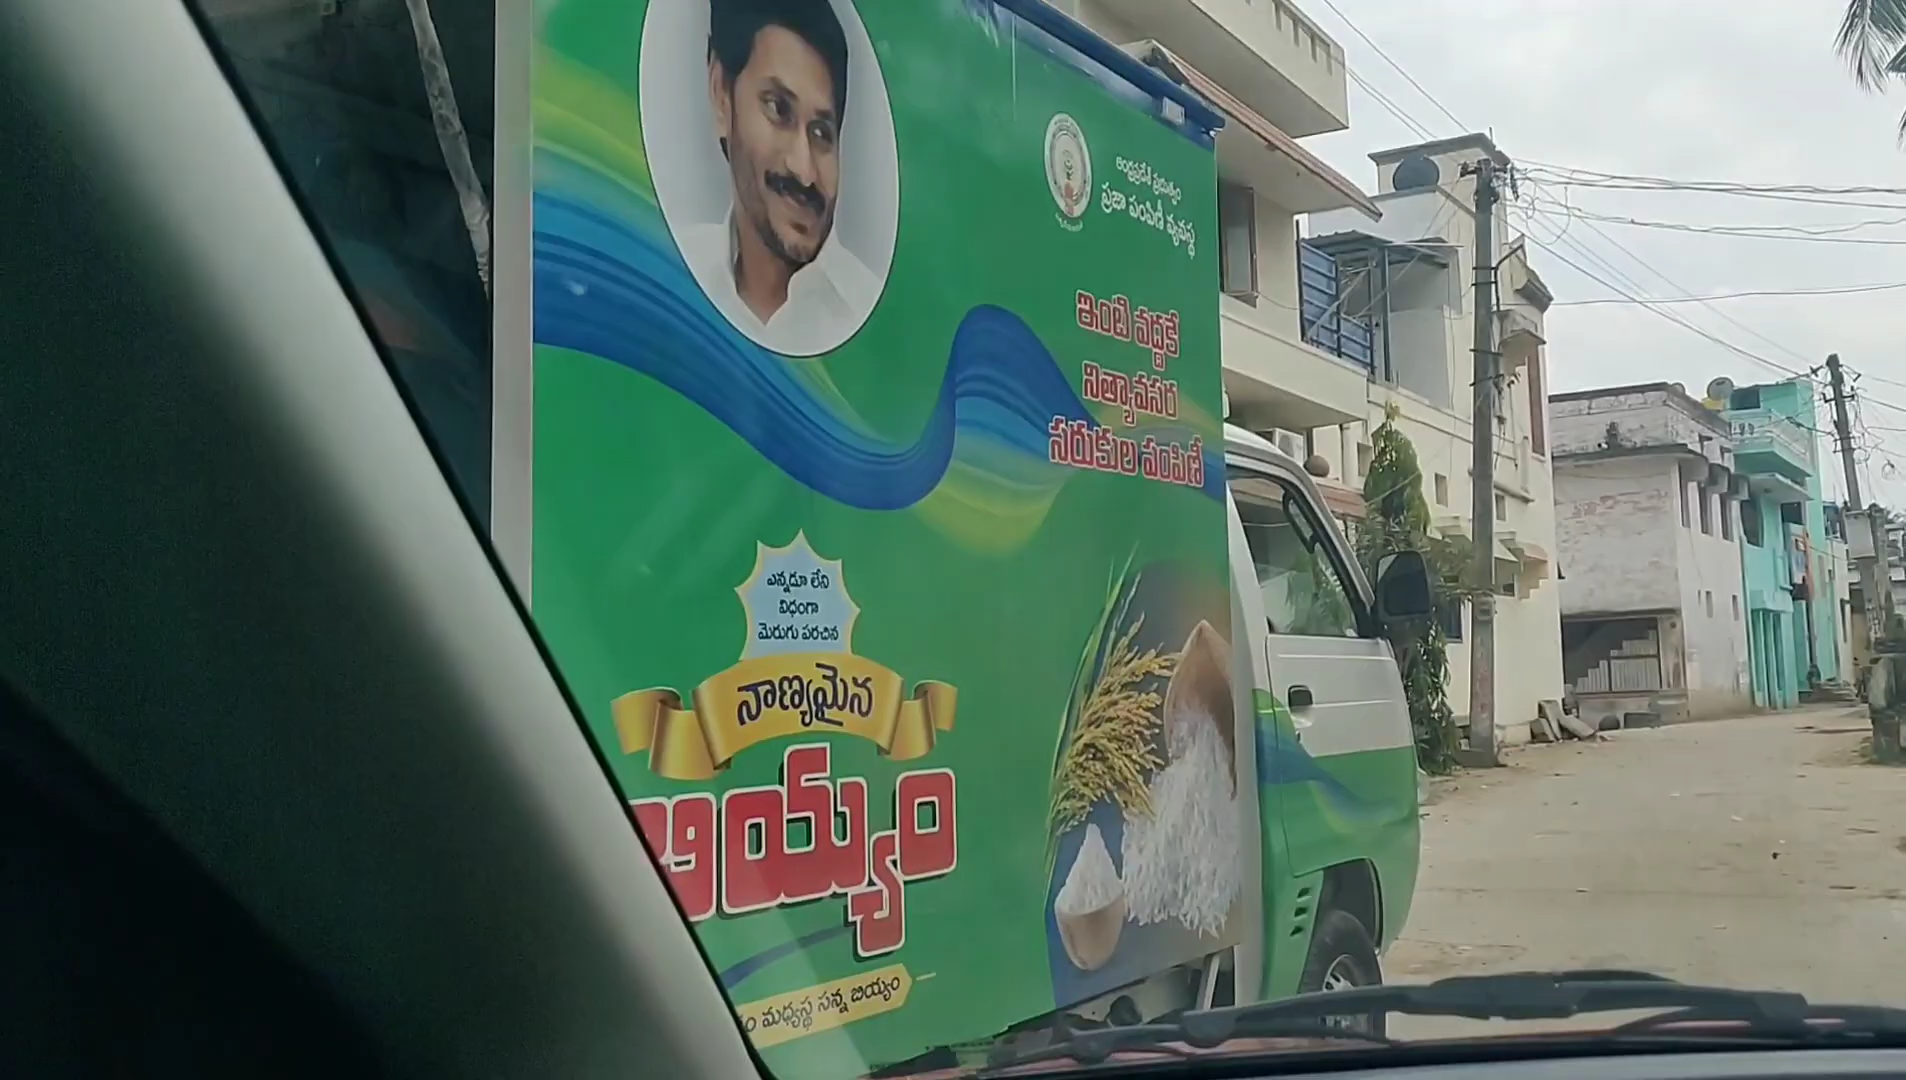 ఆంధ్రప్రదేశ్ ప్రభుత్వం
ప్రజా పంపిణీ వ్యవస్థ
ఇంటి వద్దకే
నిత్యావసర
సరుకుల పంపిణీ
ఎన్నడూ లేని
విధంగా
మెరుగు పరచిన
నాణ్యమైన
బియ్యం
మధ్యస్థ సన్న బియ్యం